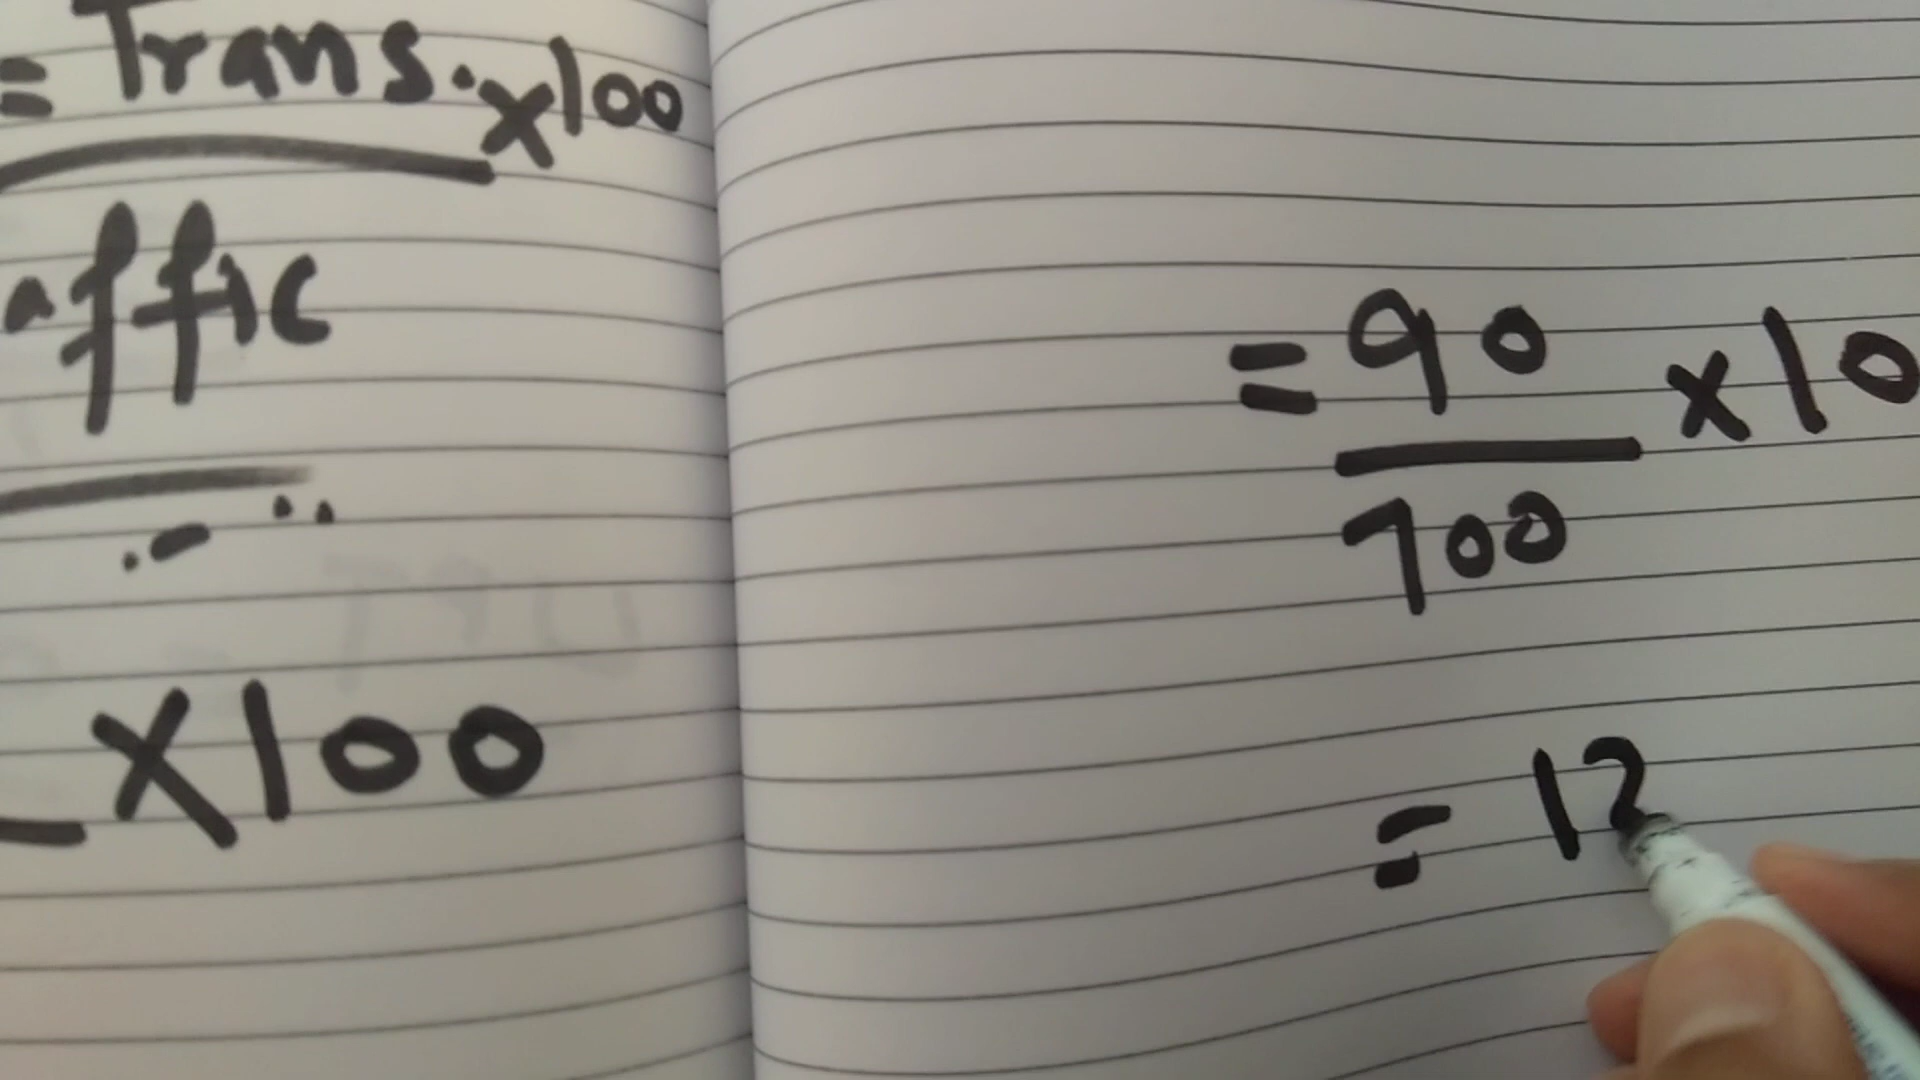 = Trans. x100
affic
x100
= 90 x10
700
= 12